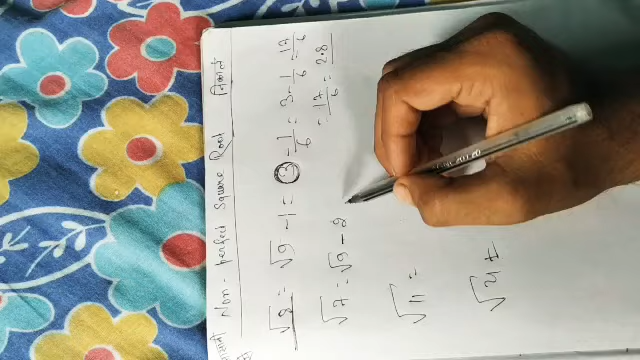 Non-perfect Square Root
√8 = √9 - 1 = 3 - 1/6 = 3 - 1/6 = 17/6
= 17/6 = 2.8
√7 = √9 - 2
√11 =
√21 =